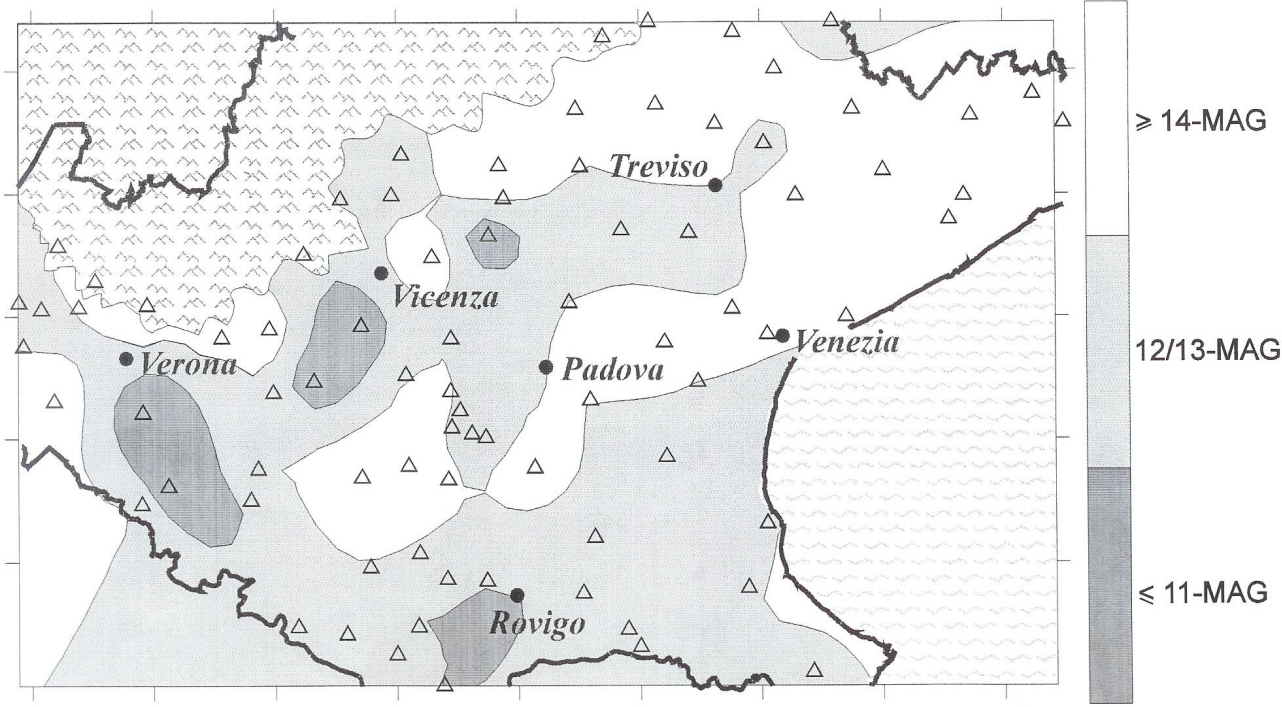 ⩾ 14-MAG
Treviso
Vicenza
Venezia
12/13-MAG
Verona
Padova
⩽ 11-MAG
Rovigo